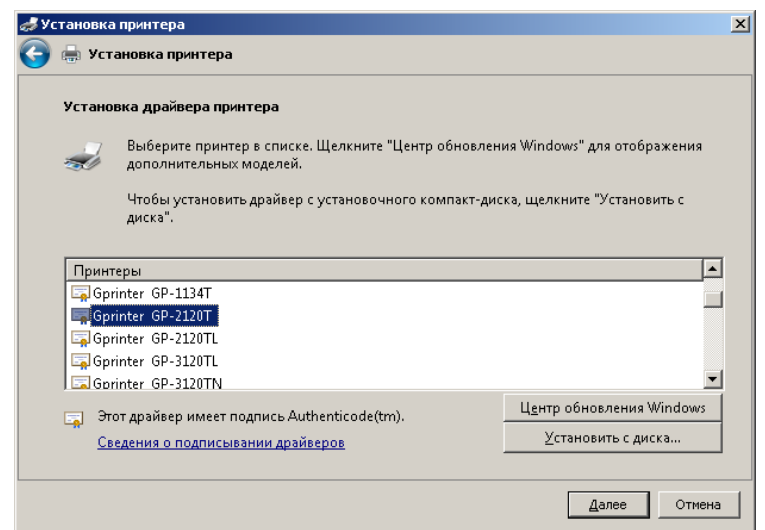 Установка принтера
Установка принтера
Установка драйвера принтера
Выберите принтер в списке. Щелкните "Центр обновления Windows" для отображения
дополнительных моделей.
Чтобы установить драйвер с установочного компакт-диска, щелкните "Установить с
диска".
Принтеры
Gprinter GP-1134T
Gprinter GP-2120T
Gprinter GP-2120TL
Gprinter GP-3120TL
Gprinter GP-3120TN
Этот драйвер имеет подпись Authenticode(tm).
Сведения о подписывании драйверов
Центр обновления Windows
Установить с диска...
Далее
Отмена